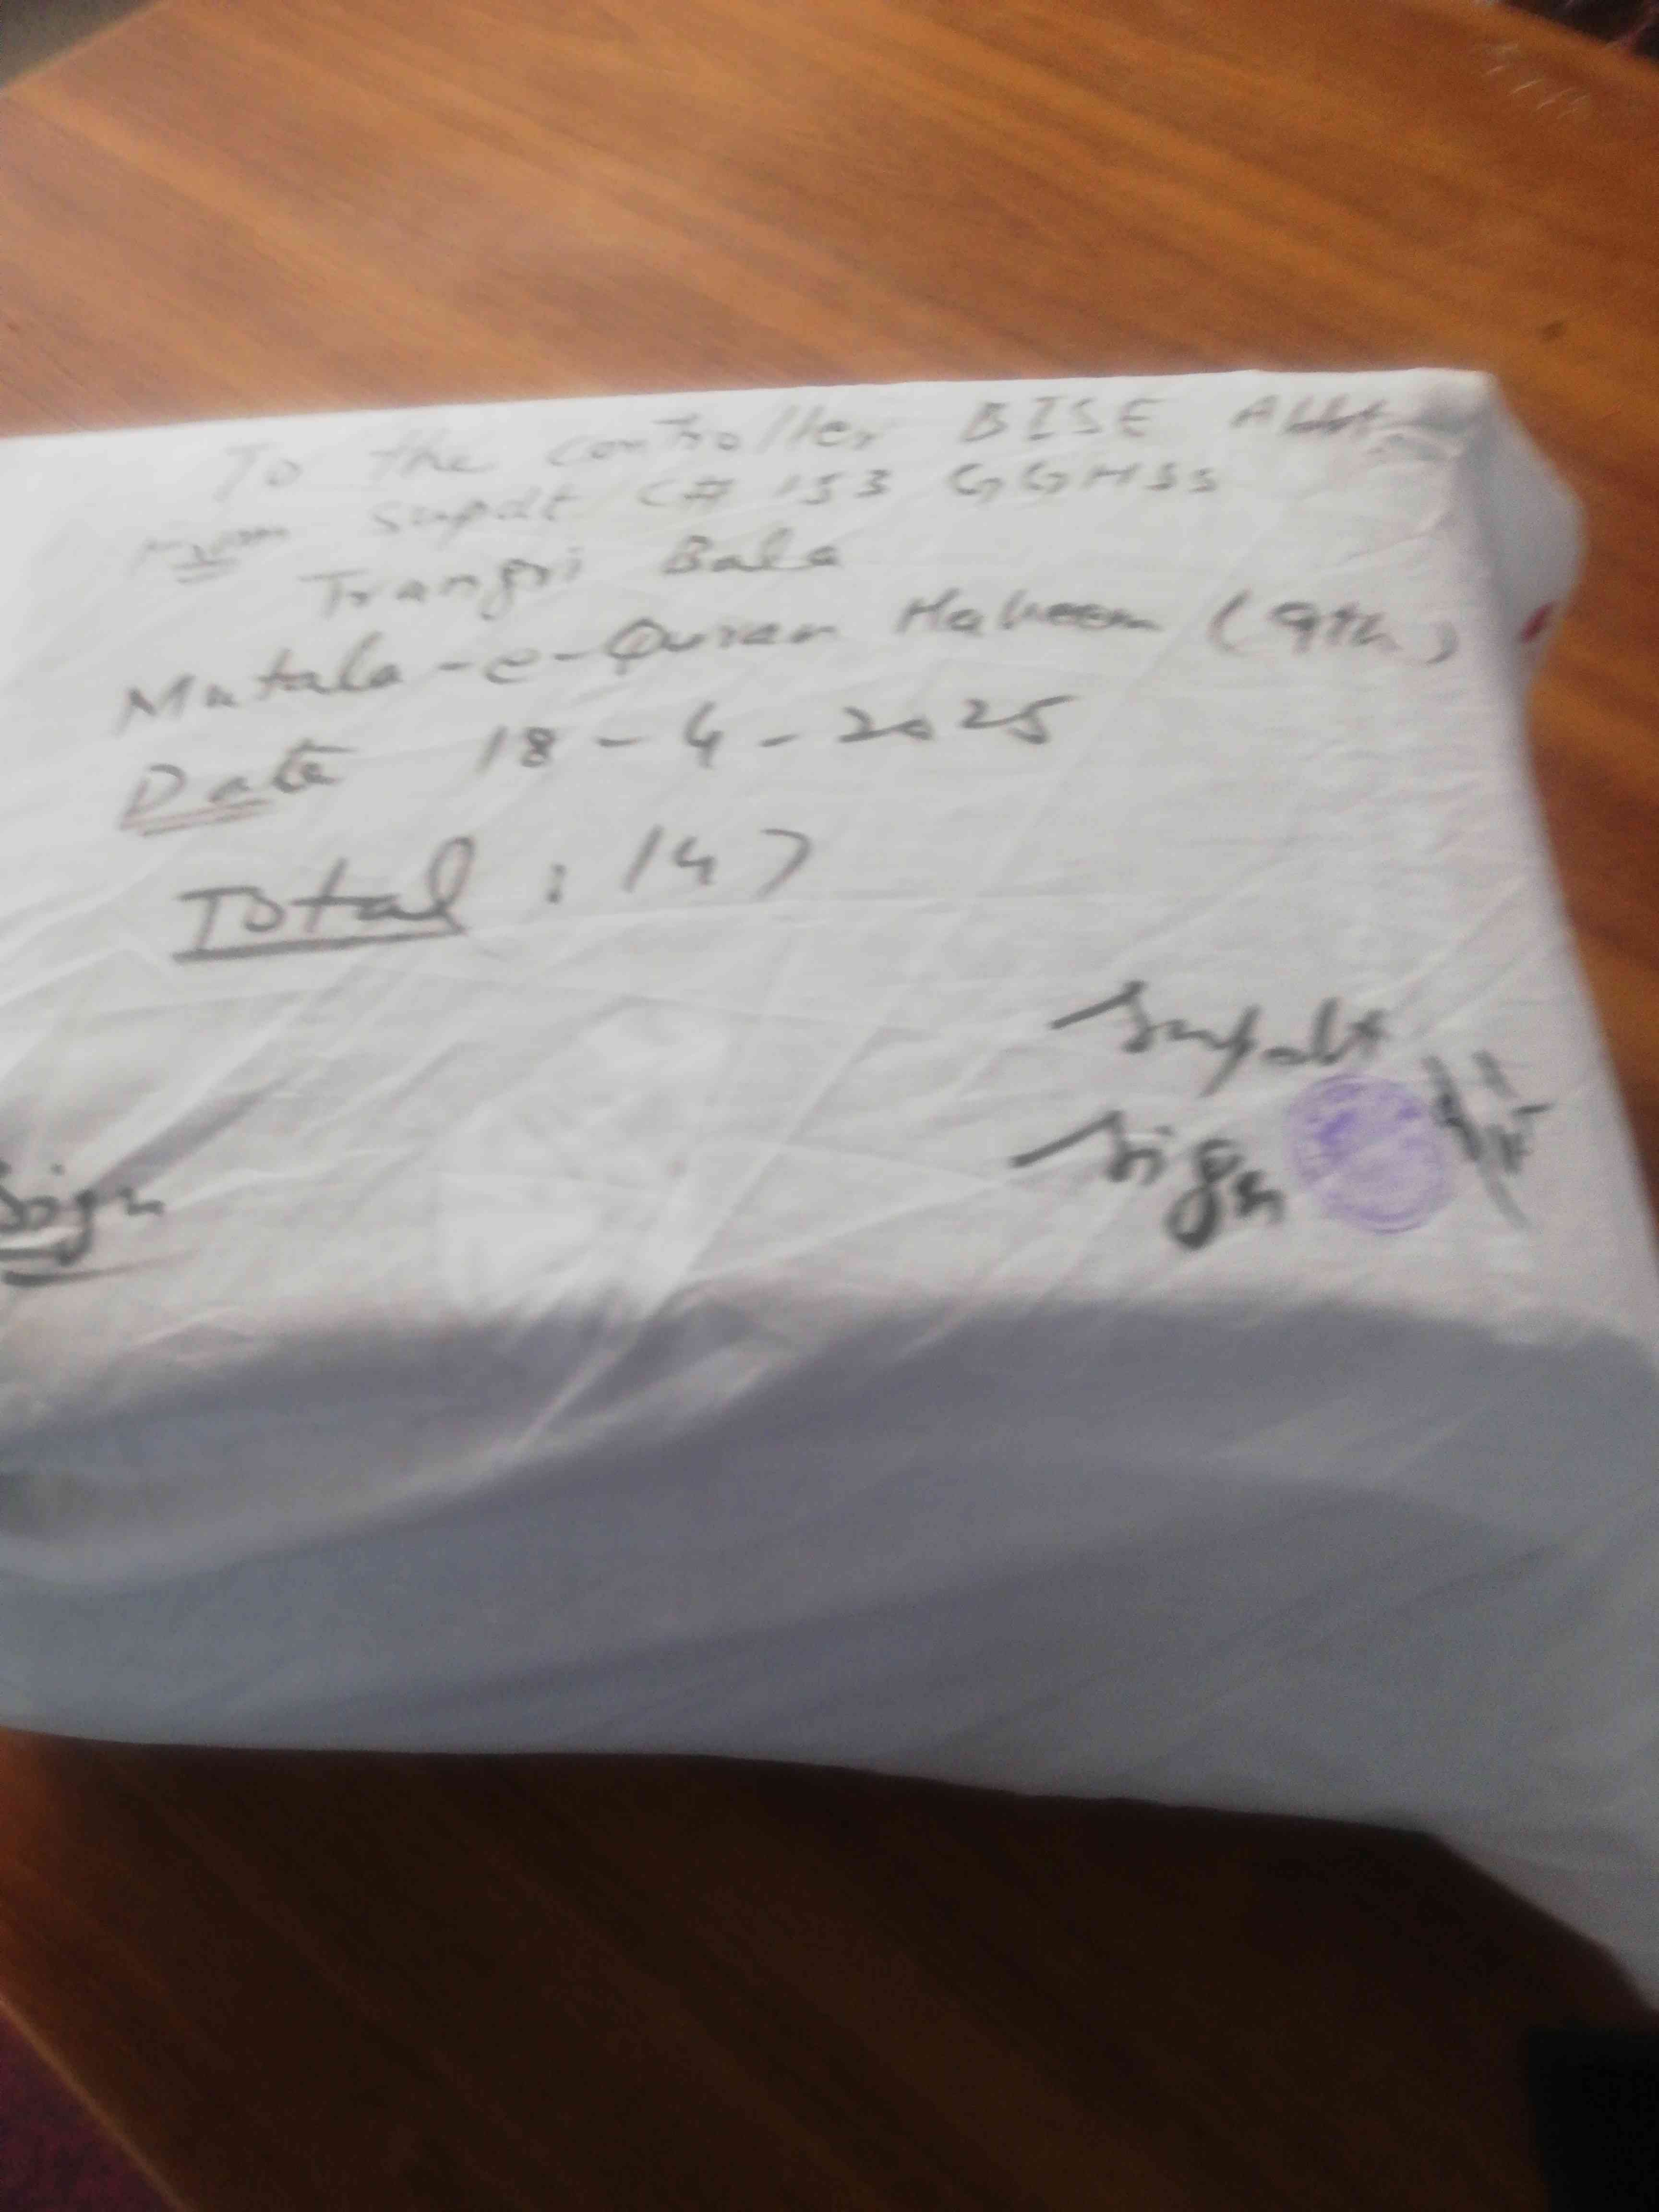 To the controller BISE Abbt
From Supdt C# 153 GGHSS
Trangri Bala
Mutala-e-Quran Hakeem (9th)
Date 18-4-2025
Total : 147
Supdt
Sign
Sign